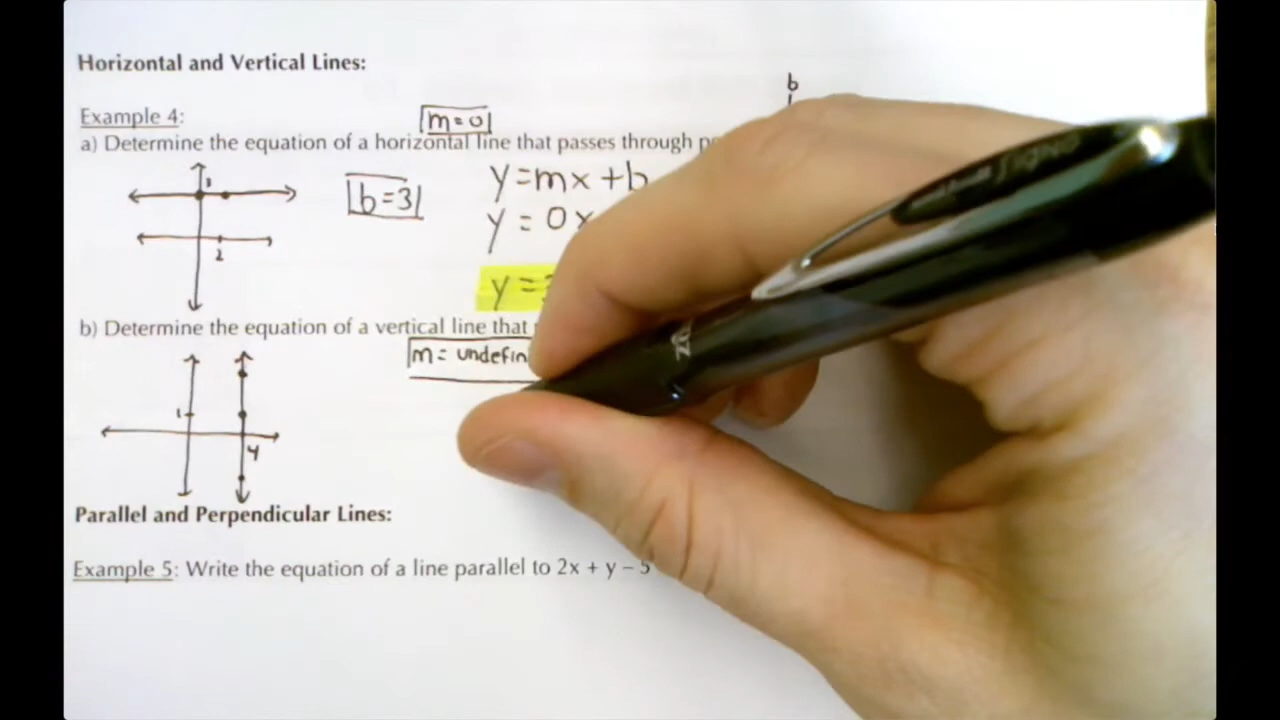 Horizontal and Vertical Lines:
b
Example 4:
m=0
a) Determine the equation of a horizontal line that passes through
y=mx+b
b=3
y = 0x
2
y =
b) Determine the equation of a vertical line that
m= undefin
1
4
Parallel and Perpendicular Lines:
Example 5: Write the equation of a line parallel to 2x + y – 5